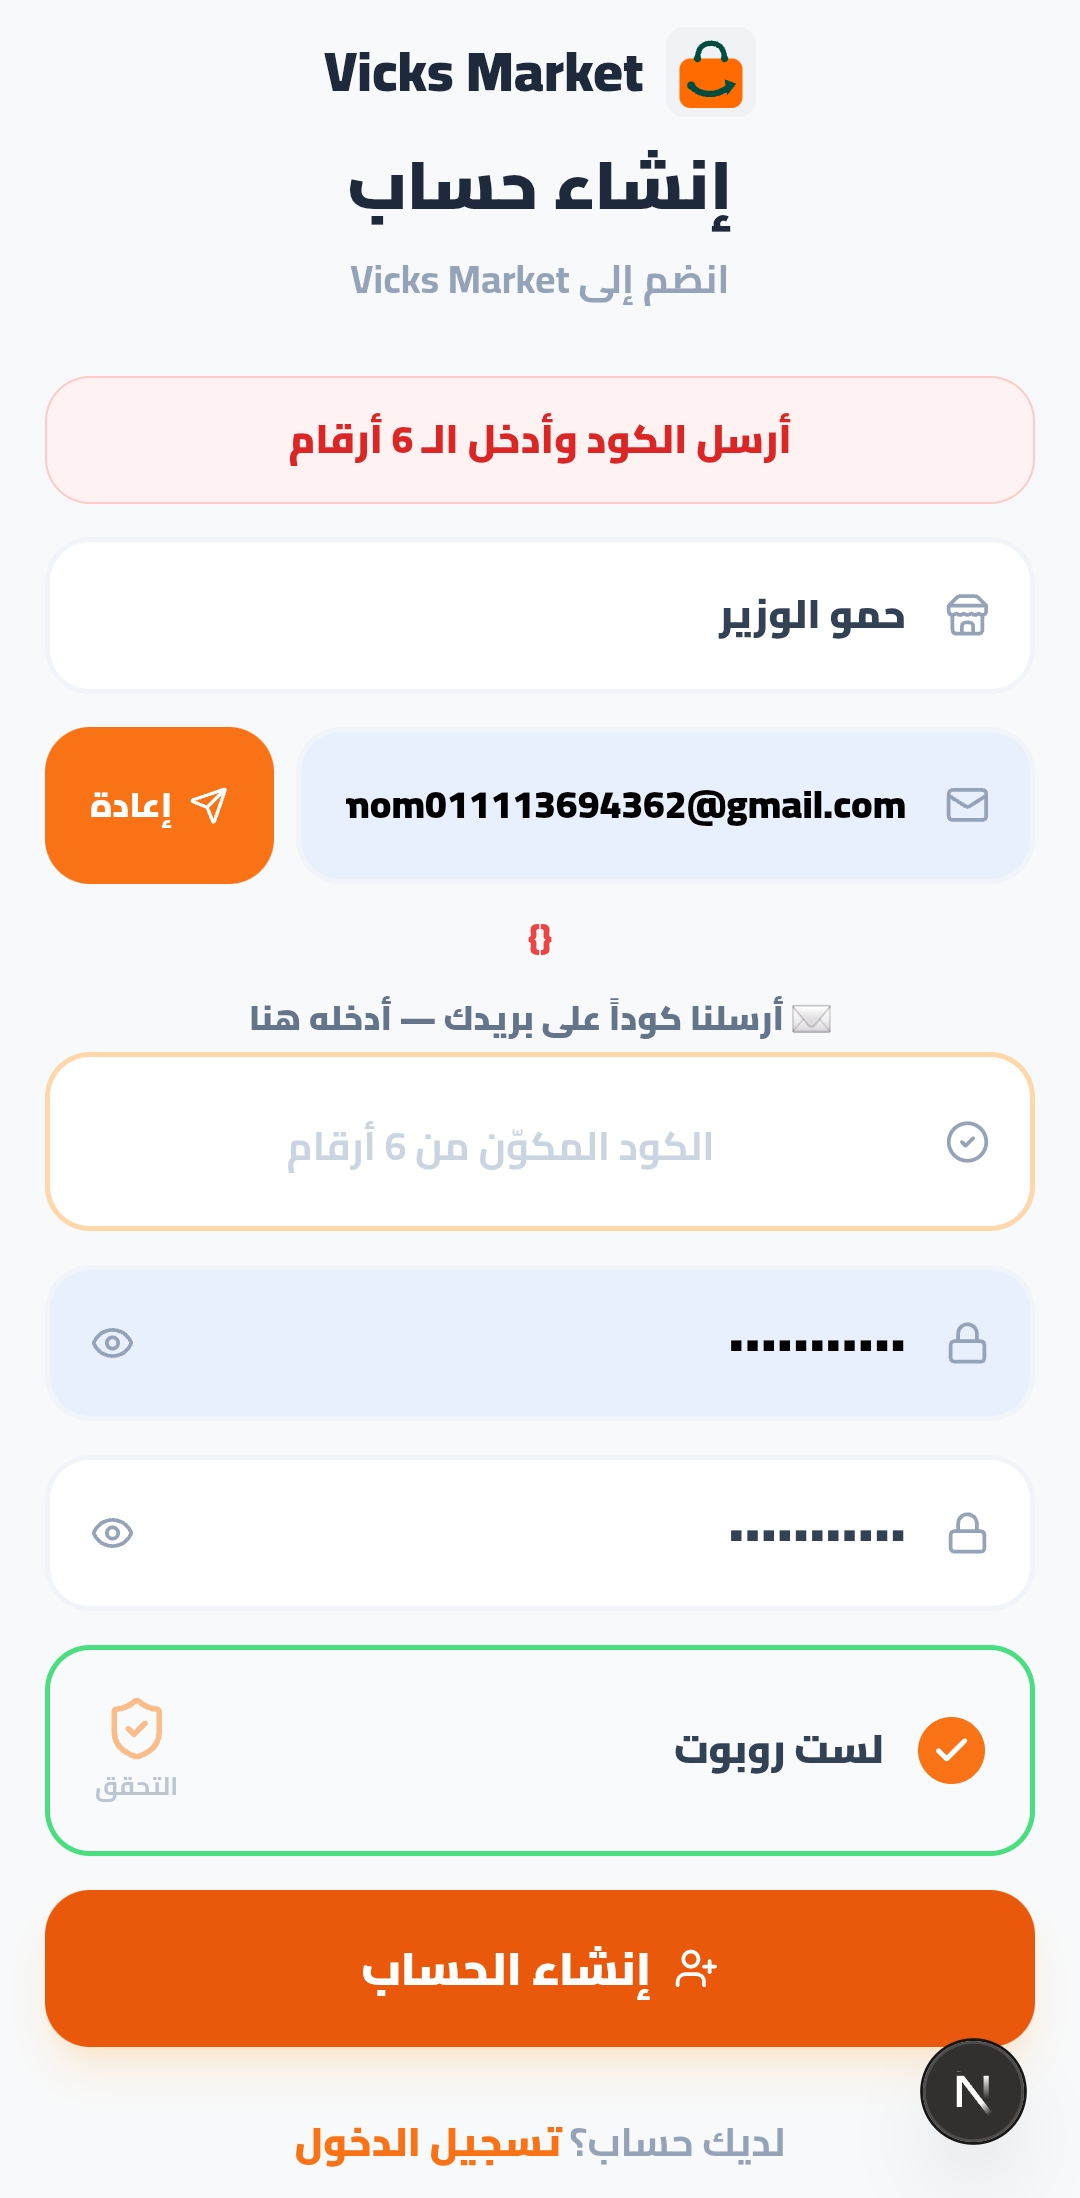 Vicks Market
إنشاء حساب
انضم إلى Vicks Market
أرسل الكود وأدخل الـ 6 أرقام
حمو الوزير
nom011113694362@gmail.com
إعادة
{}
أرسلنا كوداً على بريدك — أدخله هنا
الكود المكوّن من 6 أرقام
لست روبوت
التحقق
إنشاء الحساب
N
لديك حساب؟ تسجيل الدخول